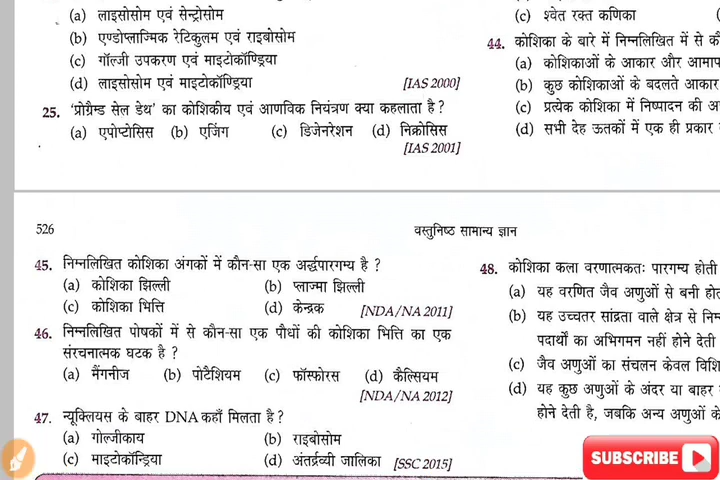 (a) लाइसोसोम एवं सेन्ट्रोसोम
(b) एण्डोप्लाज्मिक रेटिकुलम एवं राइबोसोम
(c) गॉल्जी उपकरण एवं माइटोकॉण्ड्रिया
(d) लाइसोसोम एवं माइटोकॉण्ड्रिया [IAS 2000]
25. 'प्रोग्रैम्ड सेल डेथ' का कोशिकीय एवं आणविक नियंत्रण क्या कहलाता है ?
(a) एपोप्टोसिस (b) एजिंग (c) डिजेनरेशन (d) निक्रोसिस
[IAS 2001]
(c) श्वेत रक्त कणिका
44. कोशिका के बारे में निम्नलिखित में से
(a) कोशिकाओं के आकार और
(b) कुछ कोशिकाओं के बदलते आकार
(c) प्रत्येक कोशिका में निष्पादन की
(d) सभी देह ऊतकों में एक ही प्रकार
526 वस्तुनिष्ठ सामान्य ज्ञान
45. निम्नलिखित कोशिका अंगकों में कौन-सा एक अर्द्धपारगम्य है ?
(a) कोशिका झिल्ली (b) प्लाज्मा झिल्ली
(c) कोशिका भित्ति (d) केन्द्रक [NDA/NA 2011]
46. निम्नलिखित पोषकों में से कौन-सा एक पौधों की कोशिका भित्ति का एक
संरचनात्मक घटक है ?
(a) मैंगनीज (b) पोटैशियम (c) फॉस्फोरस (d) कैल्सियम
[NDA/NA 2012]
47. न्यूक्लियस के बाहर DNA कहाँ मिलता है ?
(a) गोल्जीकाय (b) राइबोसोम
(c) माइटोकॉन्ड्रिया (d) अंतर्द्रव्यी जालिका [SSC 2015]
48. कोशिका कला वरणात्मकतः पारगम्य होती
(a) यह वरणित जैव अणुओं से बनी
(b) यह उच्चतर सांद्रता वाले क्षेत्र से
पदार्थों का अभिगमन नहीं होने देती
(c) जैव अणुओं का संचलन केवल
(d) यह कुछ अणुओं के अंदर या बाहर
होने देती है, जबकि अन्य अणुओं
SUBSCRIBE